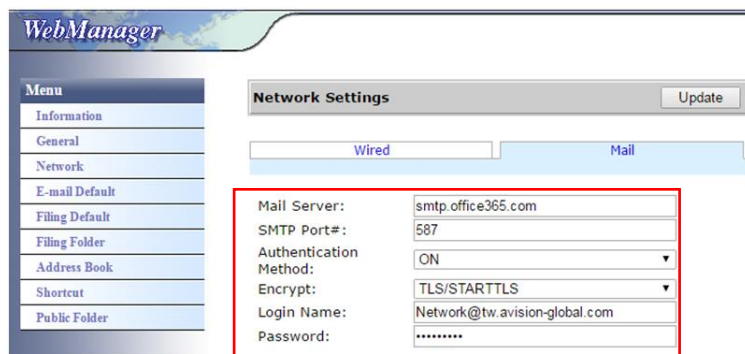 WebManager
Menu
Information
General
Network
E-mail Default
Filing Default
Filing Folder
Address Book
Shortcut
Public Folder
Network Settings
Update
Wired
Mail
Mail Server: smtp.office365.com
SMTP Port#: 587
Authentication
Method: ON
Encrypt: TLS/STARTTLS
Login Name: Network@tw.avision-global.com
Password: •••••••••